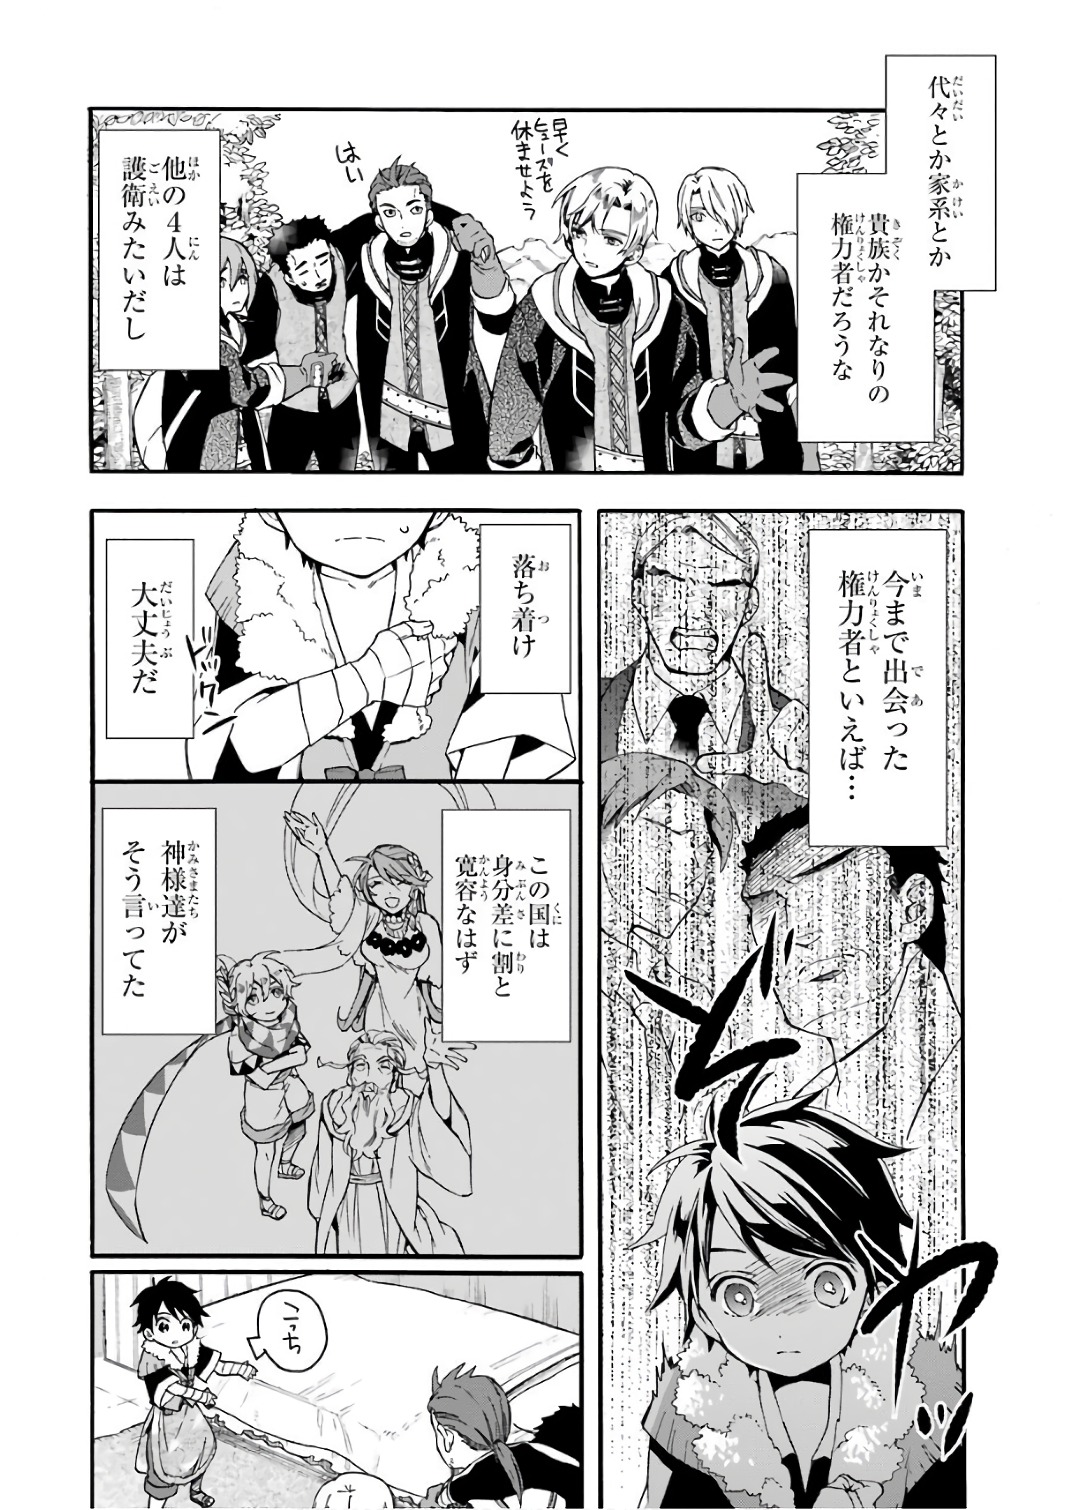 代々とか家系とか
貴族かそれなりの
権力者だろうな
早く
ヒューズを
休ませよう
はい
他の4人は
護衛みたいだし
今まで出会った
権力者といえば…
落ち着け
ドッドッ
大丈夫だ
この国は
身分差に割と
寛容なはず
神様達が
そう言ってた
こっち